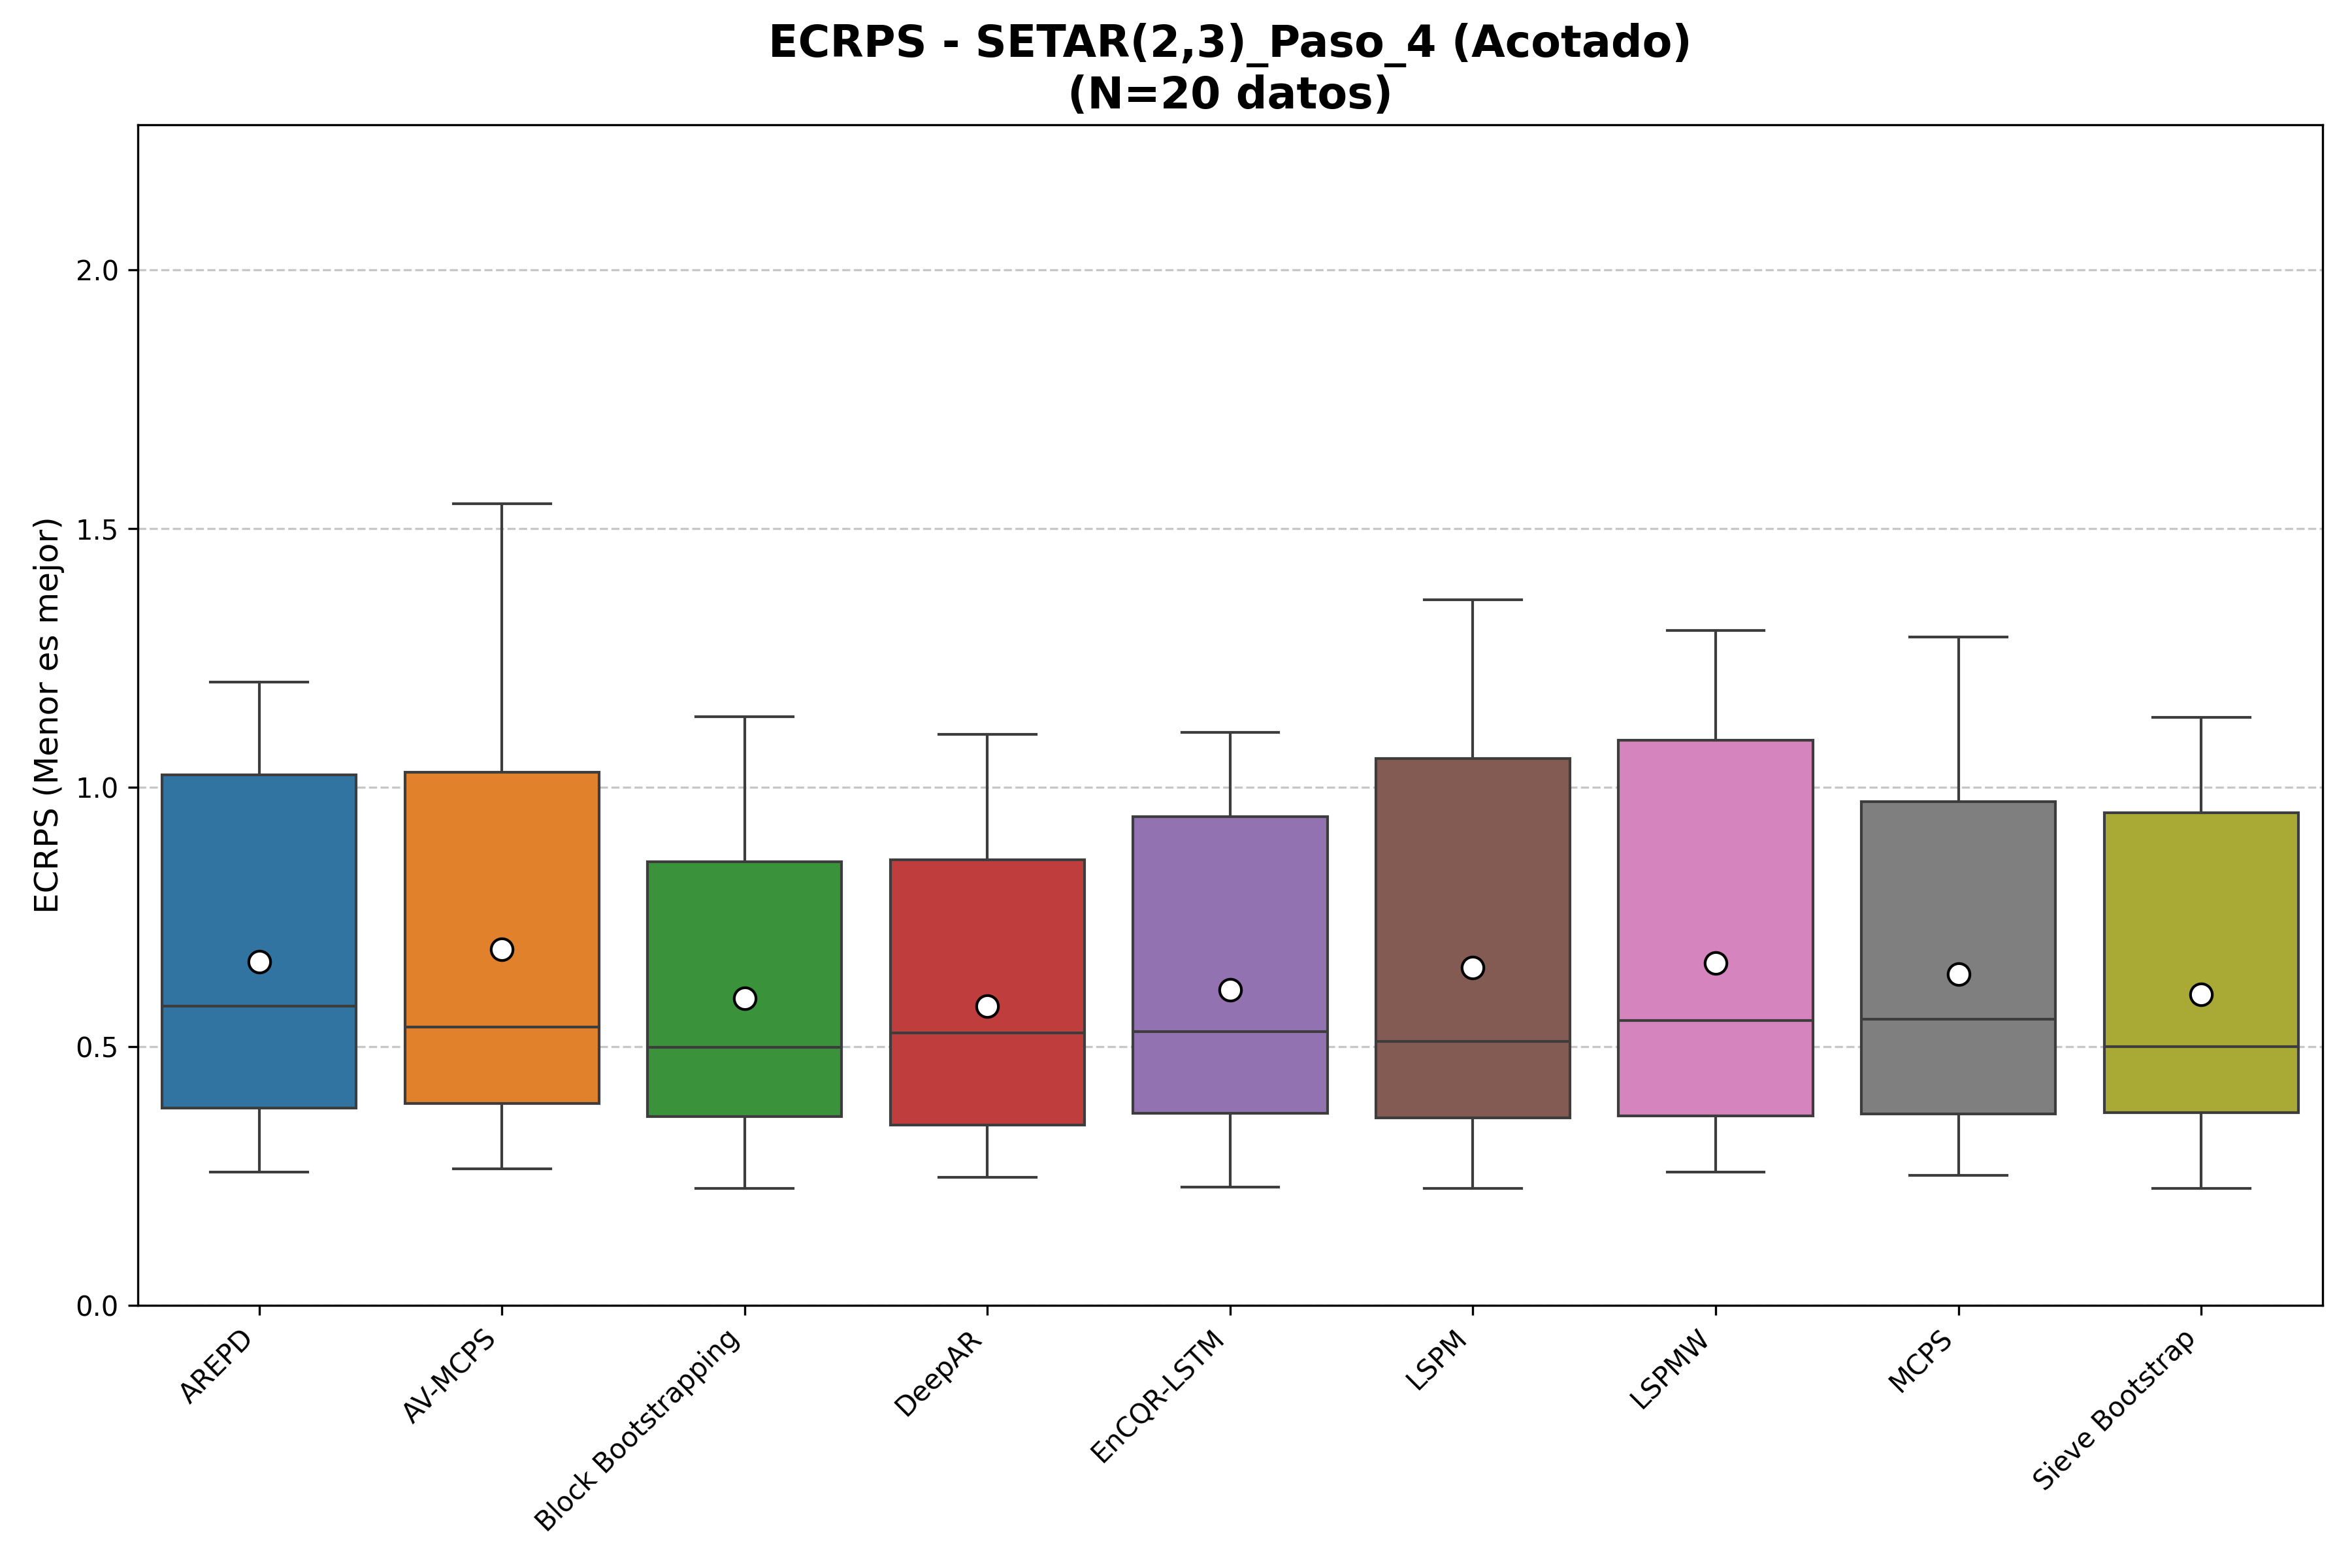 ECRPS - SETAR(2,3)_Paso_4 (Acotado)
(N=20 datos)
ECRPS (Menor es mejor)
2.0
1.5
1.0
0.5
0.0
AREPD
AV-MCPS
Block Bootstrapping
DeepAR
EnCQR-LSTM
LSPM
LSPMW
MCPS
Sieve Bootstrap